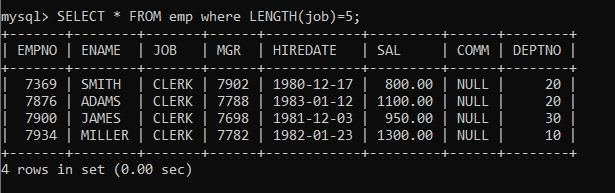 mysql> SELECT * FROM emp where LENGTH(job)=5;
+-------+--------+-------+------+------------+---------+------+--------+
| EMPNO | ENAME  | JOB   | MGR  | HIREDATE   | SAL     | COMM | DEPTNO |
+-------+--------+-------+------+------------+---------+------+--------+
|  7369 | SMITH  | CLERK | 7902 | 1980-12-17 |  800.00 | NULL |     20 |
|  7876 | ADAMS  | CLERK | 7788 | 1983-01-12 | 1100.00 | NULL |     20 |
|  7900 | JAMES  | CLERK | 7698 | 1981-12-03 |  950.00 | NULL |     30 |
|  7934 | MILLER | CLERK | 7782 | 1982-01-23 | 1300.00 | NULL |     10 |
+-------+--------+-------+------+------------+---------+------+--------+
4 rows in set (0.00 sec)